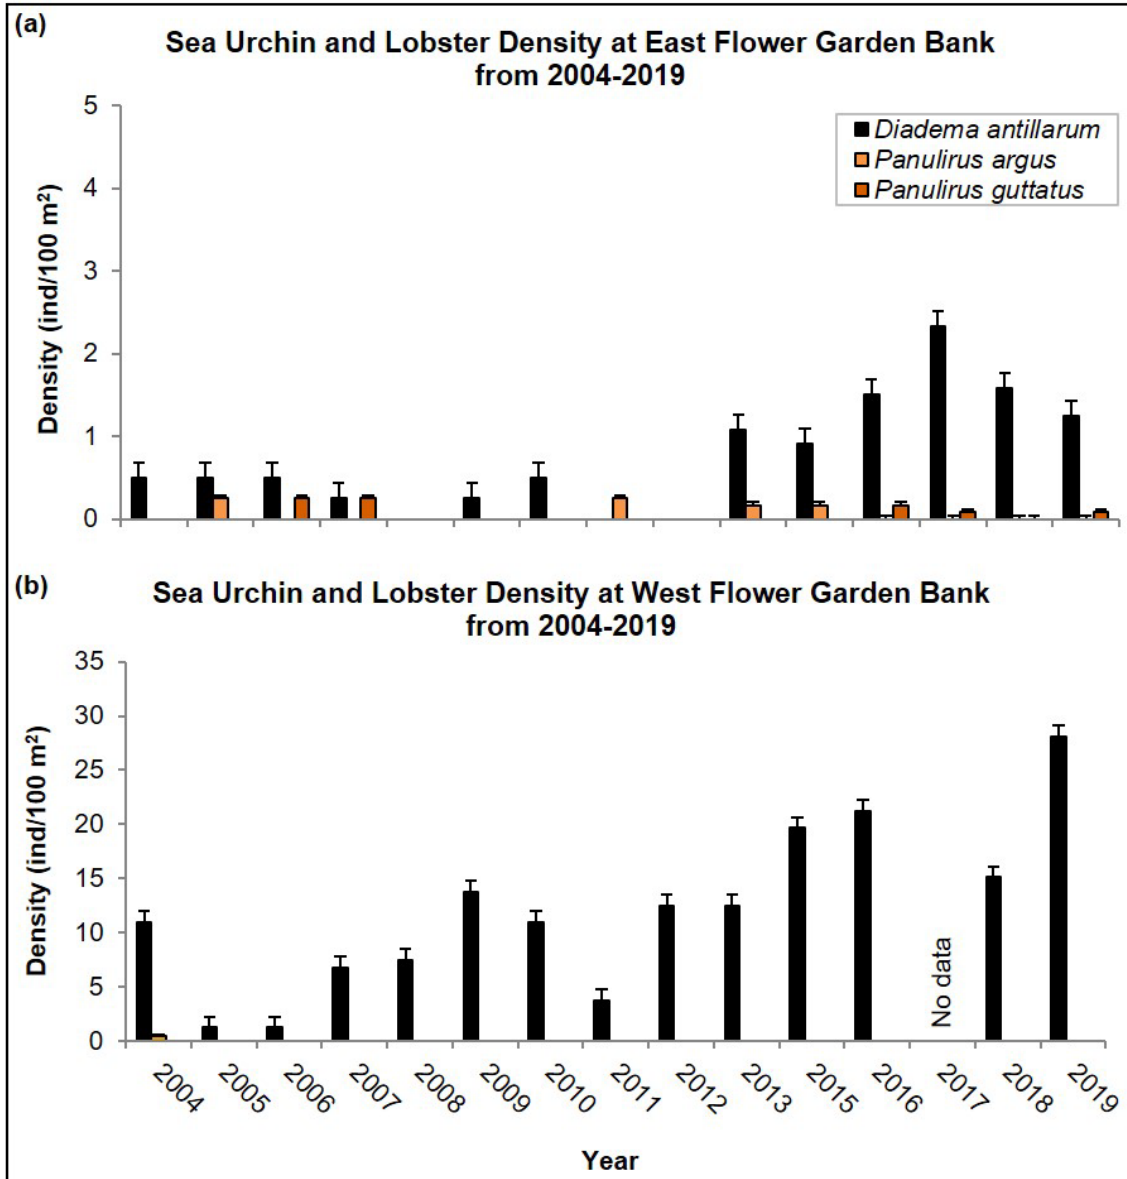 (a)
Sea Urchin and Lobster Density at East Flower Garden Bank
from 2004-2019
5
4
3
2
1
0
Density (ind/100 m²)
Diadema antillarum
Panulirus argus
Panulirus guttatus
(b)
Sea Urchin and Lobster Density at West Flower Garden Bank
from 2004-2019
35
30
25
20
15
10
5
0
Density (ind/100 m²)
No data
2004
2005
2006
2007
2008
2009
2010
2011
2012
2013
2015
2016
2017
2018
2019
Year